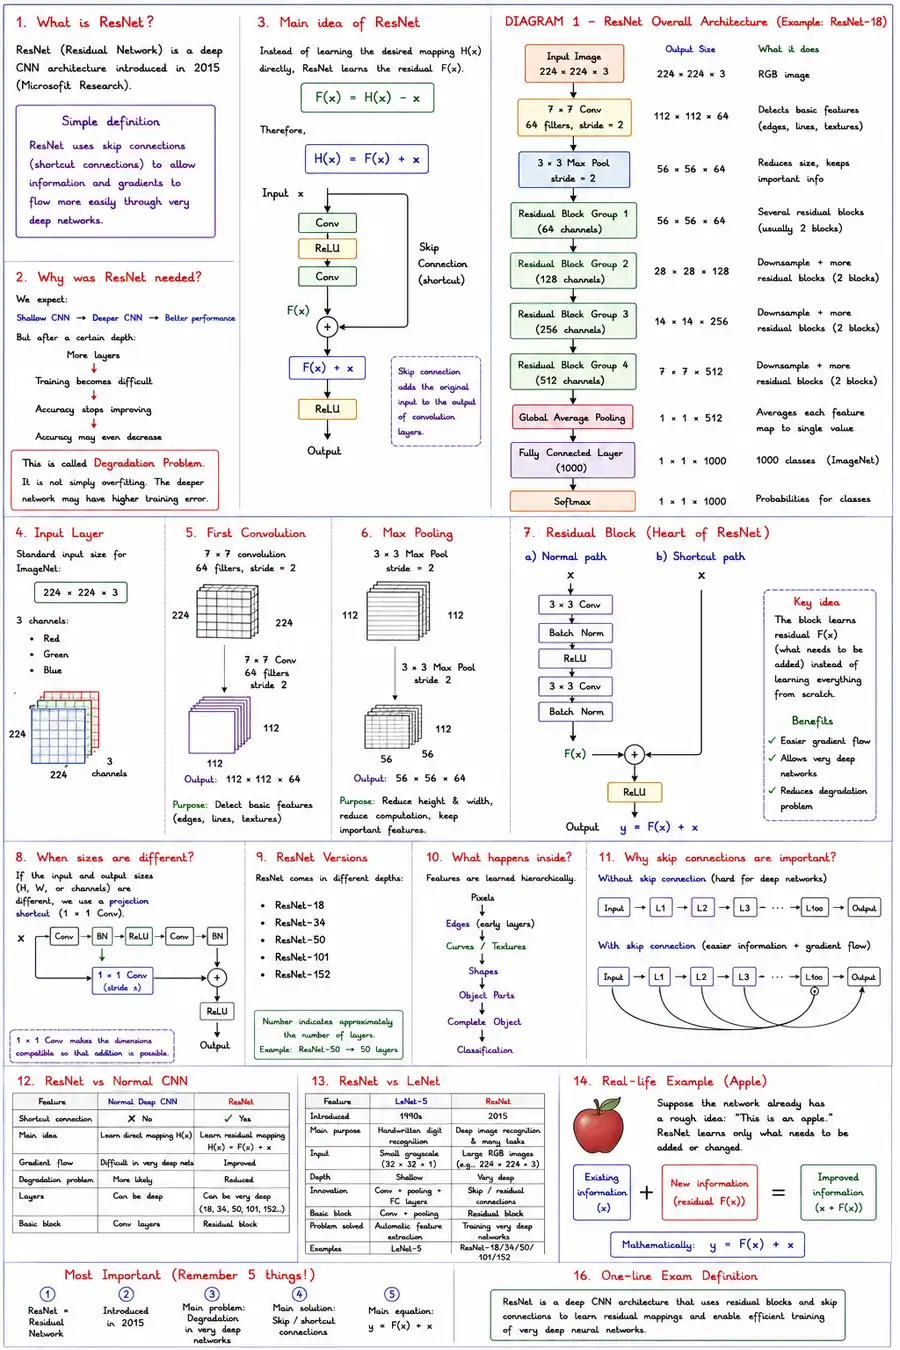 1. What is ResNet?
ResNet (Residual Network) is a deep
CNN architecture introduced in 2015
(Microsofit Research).
Simple definition
ResNet uses skip connections
(shortcut connections) to allow
information and gradients to
flow more easily through very
deep networks.
2. Why was ResNet needed?
We expect:
Shallow CNN → Deeper CNN → Better performance
But after a certain depth:
More layers
↓
Training becomes difficult
↓
Accuracy stops improving
↓
Accuracy may even decrease
This is called Degradation Problem.
It is not simply overfitting. The deeper
network may have higher training error.
3. Main idea of ResNet
Instead of learning the desired mapping H(x)
directly, ResNet learns the residual F(x).
F(x) = H(x) - x
Therefore,
H(x) = F(x) + x
Input x
Conv
ReLU
Conv
F(x)
+
F(x) + x
ReLU
Output
Skip
Connection
(shortcut)
Skip connection
adds the original
input to the output
of convolution
layers.
DIAGRAM 1 – ResNet Overall Architecture (Example: ResNet-18)
Output Size
What it does
Input Image
224 × 224 × 3
224 × 224 × 3
RGB image
7 × 7 Conv
64 filters, stride = 2
112 × 112 × 64
Detects basic features
(edges, lines, textures)
3 × 3 Max Pool
stride = 2
56 × 56 × 64
Reduces size, keeps
important info
Residual Block Group 1
(64 channels)
56 × 56 × 64
Several residual blocks
(usually 2 blocks)
Residual Block Group 2
(128 channels)
28 × 28 × 128
Downsample + more
residual blocks (2 blocks)
Residual Block Group 3
(256 channels)
14 × 14 × 256
Downsample + more
residual blocks (2 blocks)
Residual Block Group 4
(512 channels)
7 × 7 × 512
Downsample + more
residual blocks (2 blocks)
Global Average Pooling
1 × 1 × 512
Averages each feature
map to single value
Fully Connected Layer
(1000)
1 × 1 × 1000
1000 classes (ImageNet)
Softmax
1 × 1 × 1000
Probabilities for classes
4. Input Layer
Standard input size for
ImageNet:
224 × 224 × 3
3 channels:
• Red
• Green
• Blue
224
224
3
channels
5. First Convolution
7 × 7 convolution
64 filters, stride = 2
224
224
7 × 7 Conv
64 filters
stride 2
112
112
Output: 112 × 112 × 64
Purpose: Detect basic features
(edges, lines, textures)
6. Max Pooling
3 × 3 Max Pool
stride = 2
112
112
3 × 3 Max Pool
stride 2
112
56
56
Output: 56 × 56 × 64
Purpose: Reduce height & width,
reduce computation, keep
important features.
7. Residual Block (Heart of ResNet)
a) Normal path
b) Shortcut path
x
x
3 × 3 Conv
Batch Norm
ReLU
3 × 3 Conv
Batch Norm
F(x)
+
ReLU
Output y = F(x) + x
Key idea
The block learns
residual F(x)
(what needs to be
added) instead of
learning everything
from scratch.
Benefits
✓ Easier gradient flow
✓ Allows very deep
networks
✓ Reduces degradation
problem
8. When sizes are different?
If the input and output sizes
(H, W, or channels) are
different, we use a projection
shortcut (1 × 1 Conv).
x
Conv
BN
ReLU
Conv
BN
1 × 1 Conv
(stride s)
+
ReLU
Output
1 × 1 Conv makes the dimensions
compatible so that addition is possible.
9. ResNet Versions
ResNet comes in different depths:
• ResNet-18
• ResNet-34
• ResNet-50
• ResNet-101
• ResNet-152
Number indicates approximately
the number of layers.
Example: ResNet-50 → 50 layers
10. What happens inside?
Features are learned hierarchically.
Pixels
↓
Edges (early layers)
↓
Curves / Textures
↓
Shapes
↓
Object Parts
↓
Complete Object
↓
Classification
11. Why skip connections are important?
Without skip connection (hard for deep networks)
Input → L1 → L2 → L3 → ⋯ → L100 → Output
With skip connection (easier information + gradient flow)
Input → L1 → L2 → L3 → ⋯ → L100 → Output
12. ResNet vs Normal CNN
Feature | Normal Deep CNN | ResNet
Shortcut connection | ✗ No | ✓ Yes
Main idea | Learn direct mapping H(x) | Learn residual mapping
H(x) = F(x) + x
Gradient flow | Difficult in very deep nets | Improved
Degradation problem | More likely | Reduced
Layers | Can be deep | Can be very deep
(18, 34, 50, 101, 152...)
Basic block | Conv layers | Residual block
13. ResNet vs LeNet
Feature | LeNet-5 | ResNet
Introduced | 1990s | 2015
Main purpose | Handwritten digit
recognition | Deep image recognition
& many tasks
Input | Small grayscale
(32 × 32 × 1) | Large RGB images
(e.g., 224 × 224 × 3)
Depth | Shallow | Very deep
Innovation | Conv + pooling +
FC layers | Skip / residual
connections
Basic block | Conv + pooling | Residual block
Problem solved | Automatic feature
extraction | Training very deep
networks
Examples | LeNet-5 | ResNet-18/34/50/
101/152
14. Real-life Example (Apple)
Suppose the network already has
a rough idea: "This is an apple."
ResNet learns only what needs to be
added or changed.
Existing
information
(x)
+
New information
(residual F(x))
=
Improved
information
(x + F(x))
Mathematically: y = F(x) + x
Most Important (Remember 5 things!)
1
ResNet =
Residual
Network
2
Introduced
in 2015
3
Main problem:
Degradation
in very deep
networks
4
Main solution:
Skip / shortcut
connections
5
Main equation:
y = F(x) + x
16. One-line Exam Definition
ResNet is a deep CNN architecture that uses residual blocks and skip
connections to learn residual mappings and enable efficient training
of very deep neural networks.